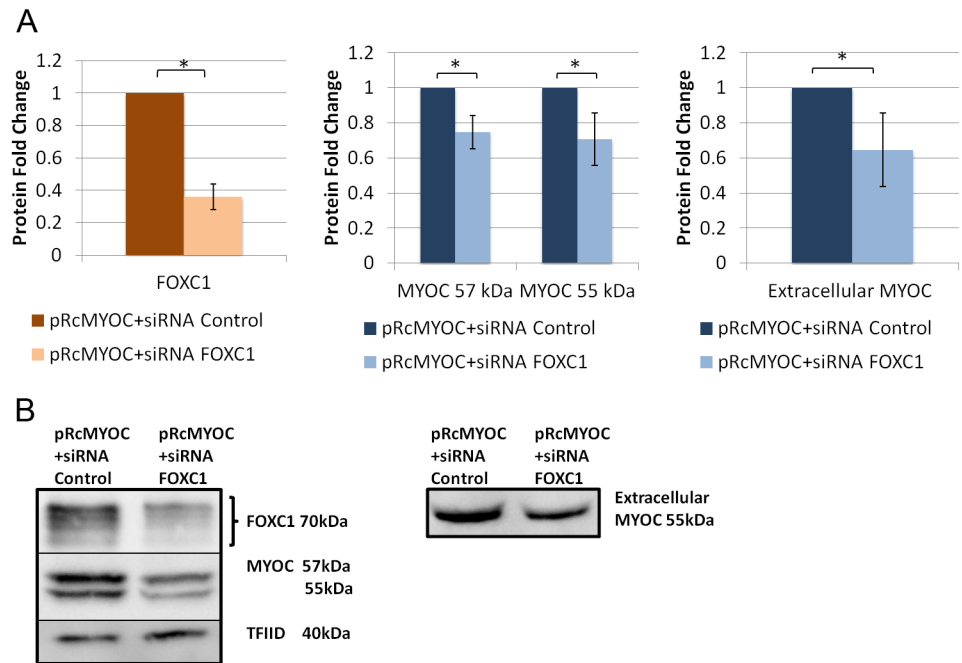 A
Protein Fold Change
1.2
1
0.8
0.6
0.4
0.2
0
*
FOXC1
pRcMYOC+siRNA Control
pRcMYOC+siRNA FOXC1
Protein Fold Change
1.2
1
0.8
0.6
0.4
0.2
0
*
*
MYOC 57 kDa MYOC 55 kDa
pRcMYOC+siRNA Control
pRcMYOC+siRNA FOXC1
Protein Fold Change
1.2
1
0.8
0.6
0.4
0.2
0
*
Extracellular MYOC
pRcMYOC+siRNA Control
pRcMYOC+siRNA FOXC1
B
pRcMYOC
+siRNA
Control
pRcMYOC
+siRNA
FOXC1
FOXC1 70kDa
MYOC 57kDa
55kDa
TFIID 40kDa
pRcMYOC
+siRNA
Control
pRcMYOC
+siRNA
FOXC1
Extracellular
MYOC 55kDa